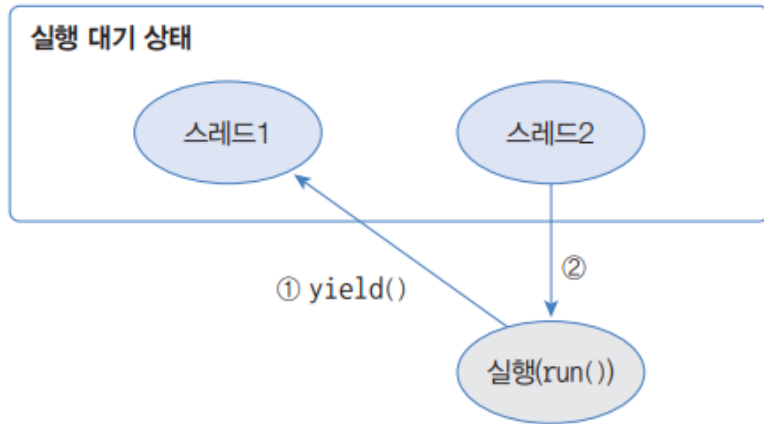 실행 대기 상태
스레드1
스레드2
① yield()
②
실행(run())